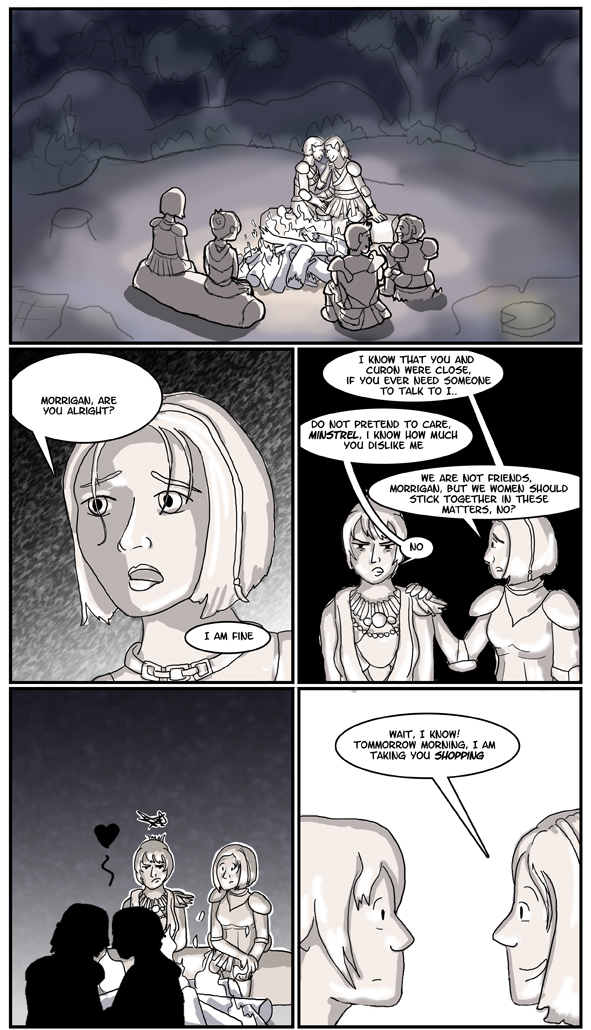 MORRIGAN, ARE
YOU ALRIGHT?
I AM FINE
I KNOW THAT YOU AND
CURON WERE CLOSE,
IF YOU EVER NEED SOMEONE
TO TALK TO I..
DO NOT PRETEND TO CARE,
MINSTREL, I KNOW HOW MUCH
YOU DISLIKE ME
WE ARE NOT FRIENDS,
MORRIGAN, BUT WE WOMEN SHOULD
STICK TOGETHER IN THESE
MATTERS, NO?
NO
WAIT, I KNOW!
TOMMORROW MORNING, I AM
TAKING YOU SHOPPING